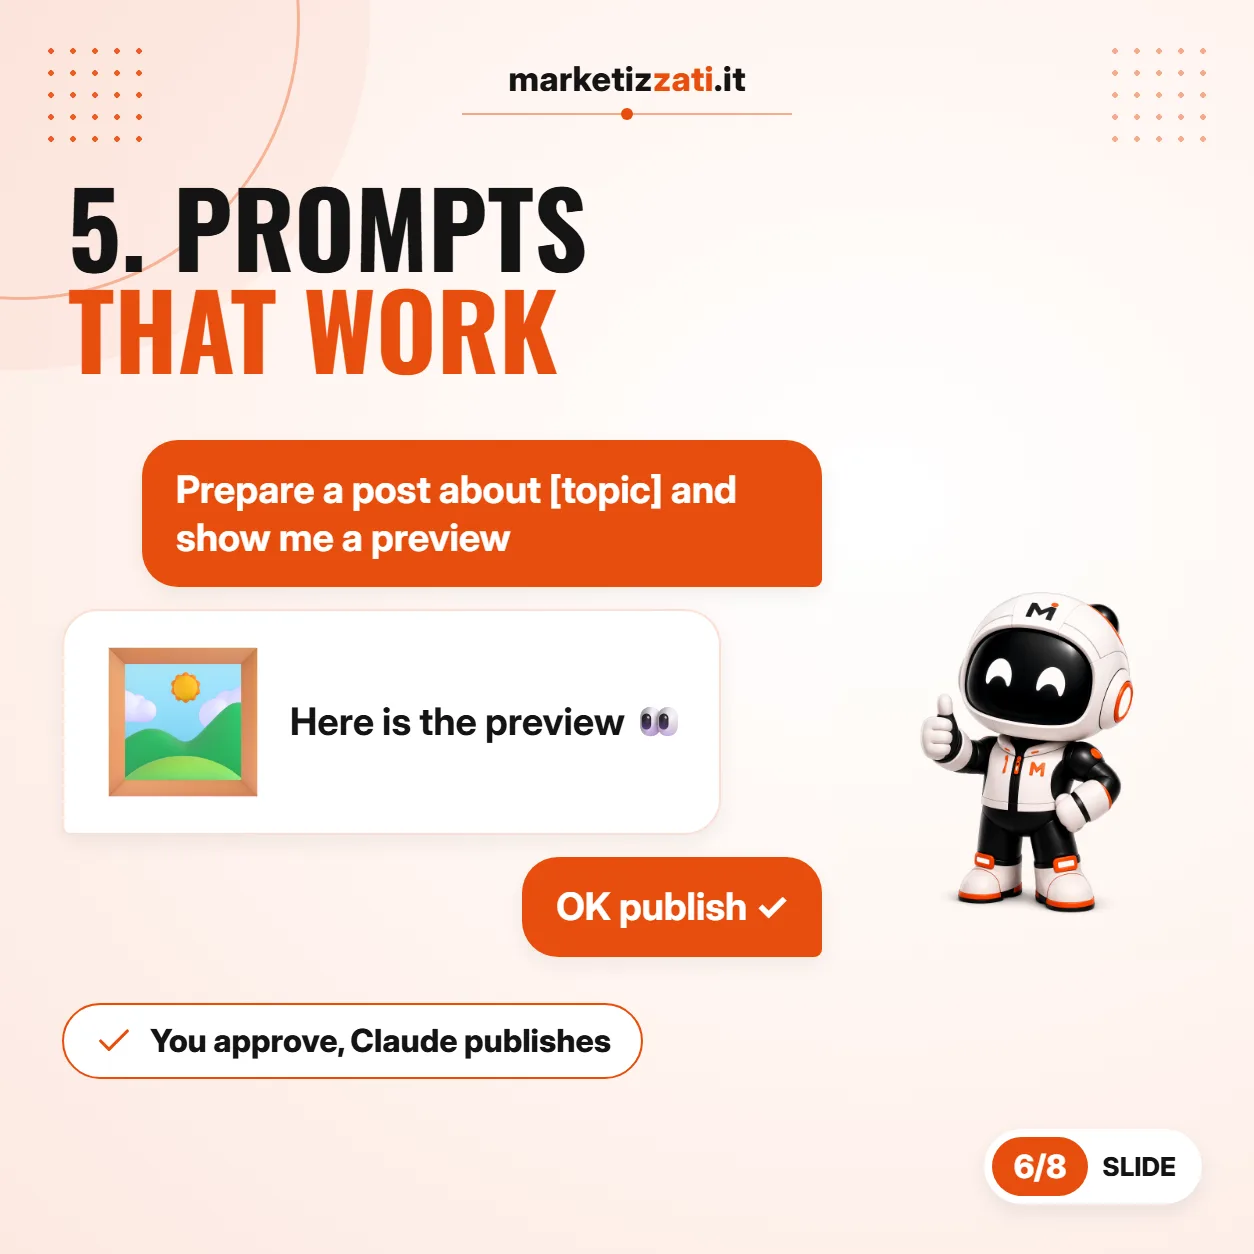 marketizzati.it
5. PROMPTS
THAT WORK
Prepare a post about [topic] and
show me a preview
Here is the preview 👀
OK publish ✓
✓ You approve, Claude publishes
M
M
6/8 SLIDE